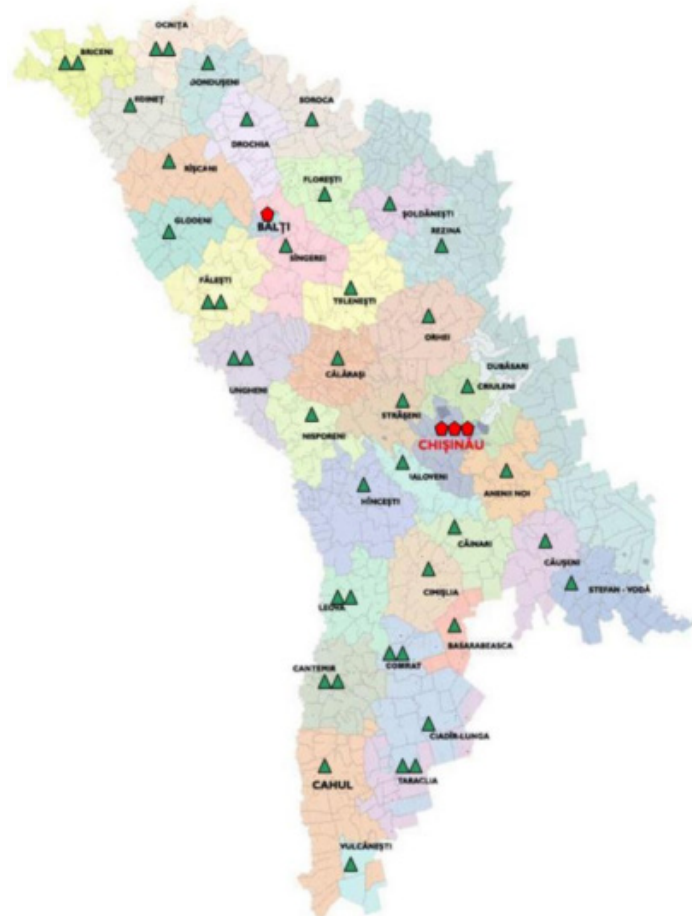 OCNIȚA
BRICENI
DONDUȘENI
EDINEȚ
SOROCA
DROCHIA
RÎȘCANI
FLOREȘTI
ȘOLDĂNEȘTI
GLODENI
BĂLȚI
REZINA
SÎNGEREI
FĂLEȘTI
TELENEȘTI
ORHEI
DUBĂSARI
CĂLĂRAȘI
CRIULENI
UNGHENI
STRĂȘENI
NISPORENI
CHIȘINĂU
IALOVENI
HÎNCEȘTI
ANENII NOI
CĂINARI
CĂUȘENI
CIMIȘLIA
STEFAN - VODĂ
LEOVA
BASARABEASCA
CANTEMIR
COMRAT
CIADÎR-LUNGA
CAHUL
TARACLIA
VULCĂNEȘTI